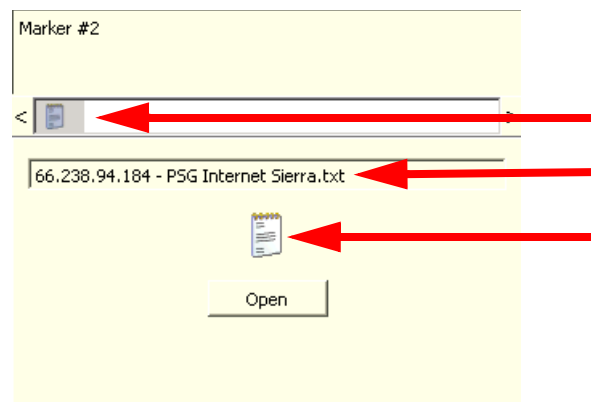 Marker #2
<
>
66.238.94.184 - PSG Internet Sierra.txt
Open